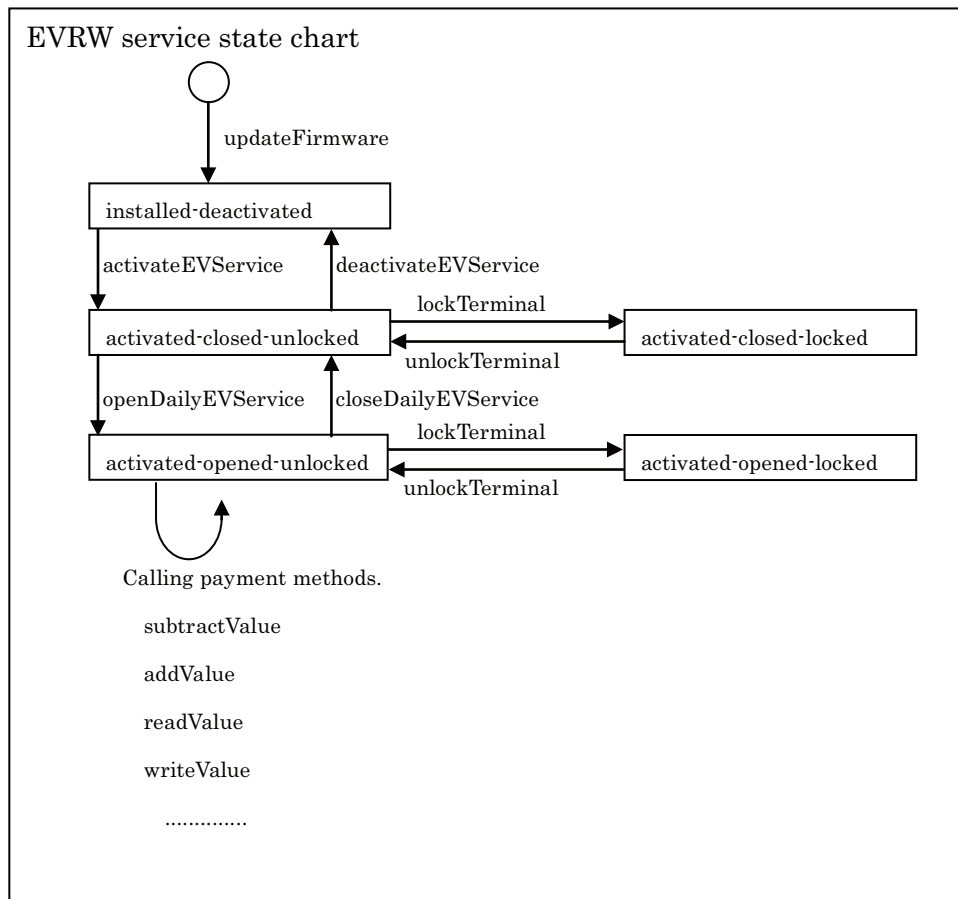 EVRW service state chart
updateFirmware
installed-deactivated
activateEVService
deactivateEVService
lockTerminal
activated-closed-unlocked
activated-closed-locked
unlockTerminal
openDailyEVService
closeDailyEVService
lockTerminal
activated-opened-unlocked
activated-opened-locked
unlockTerminal
Calling payment methods.
subtractValue
addValue
readValue
writeValue
..............